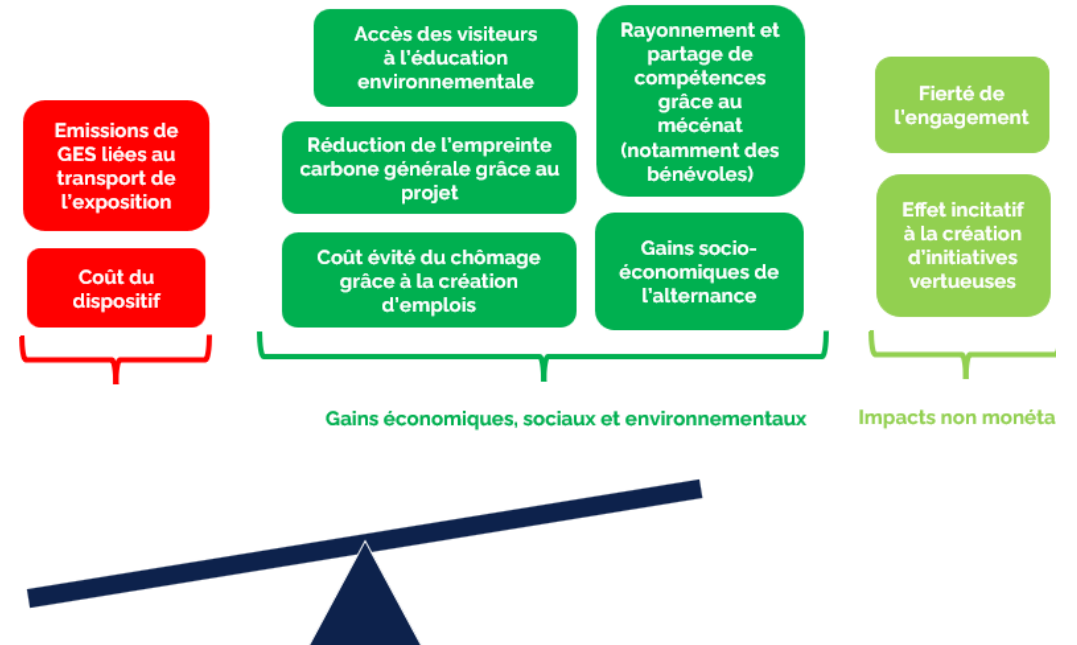 Emissions de
GES liées au
transport de
l'exposition
Coût du
dispositif
Accès des visiteurs
à l'éducation
environnementale
Réduction de l'empreinte
carbone générale grâce au
projet
Coût évité du chômage
grâce à la création
d'emplois
Rayonnement et
partage de
compétences
grâce au
mécénat
(notamment des
bénévoles)
Gains socio-
économiques de
l'alternance
Fierté de
l'engagement
Effet incitatif
à la création
d'initiatives
vertueuses
Gains économiques, sociaux et environnementaux
Impacts non monéta